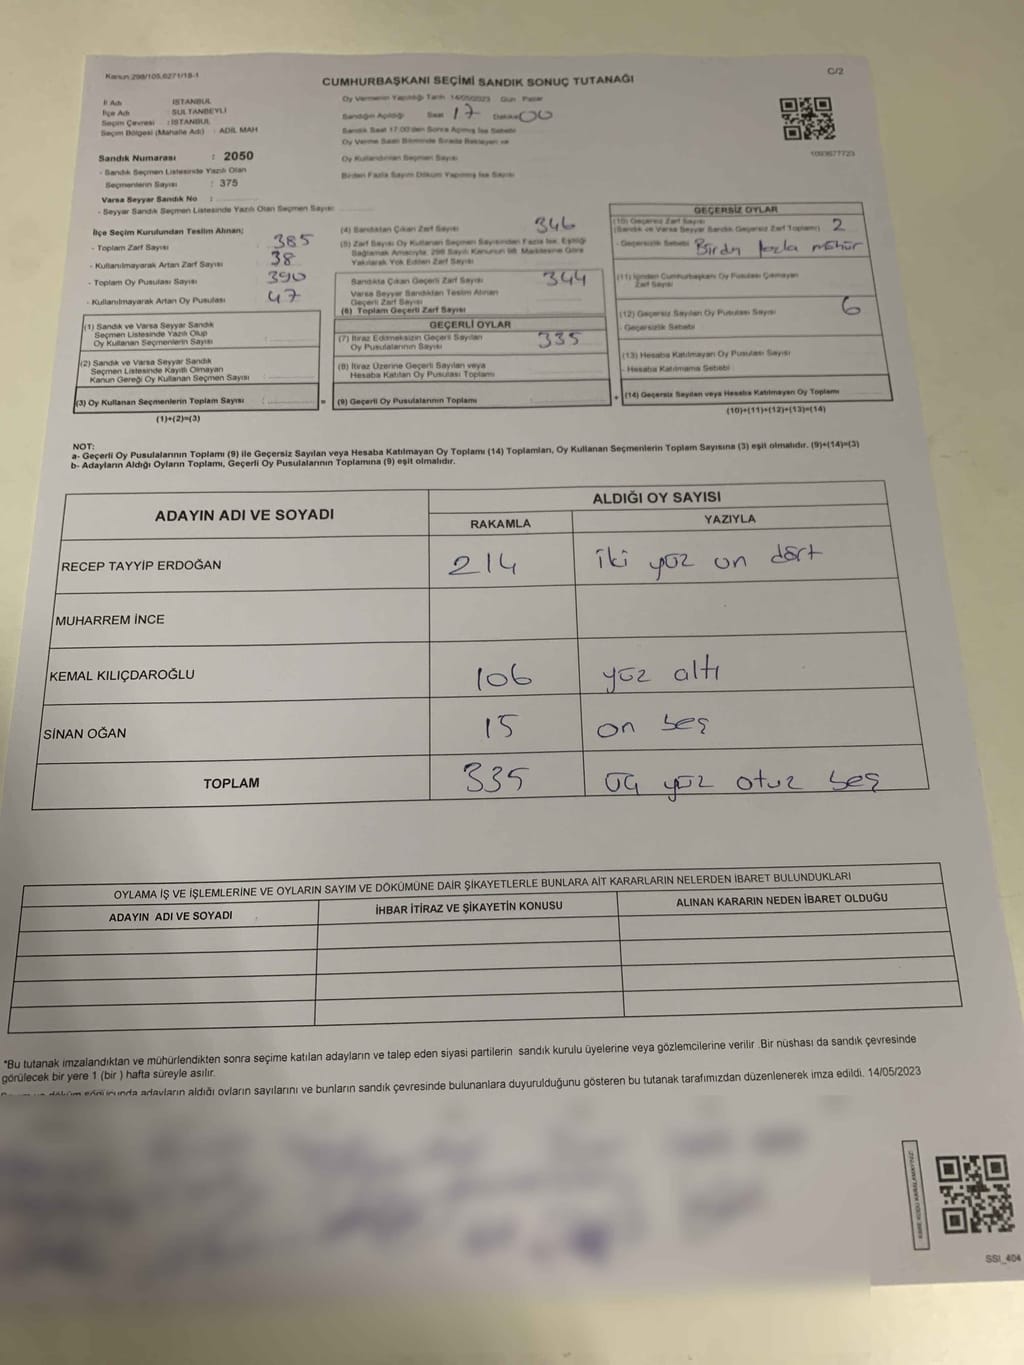 Kanun:298/105,6271/18-1
C/2
CUMHURBAŞKANI SEÇİMİ SANDIK SONUÇ TUTANAĞI
İl Adı : İSTANBUL
İlçe Adı : SULTANBEYLİ
Seçim Çevresi : İSTANBUL
Seçim Bölgesi (Mahalle Adı) : ADİL MAH
Sandık Numarası : 2050
- Sandık Seçmen Listesinde Yazılı Olan
Seçmenlerin Sayısı : 375
Varsa Seyyar Sandık No :
- Seyyar Sandık Seçmen Listesinde Yazılı Olan Seçmen Sayısı:
Oy Vermenin Yapıldığı Tarih 14/05/2023 Gün Pazar
Sandığın Açıldığı Saat 17 Dakika 00
Sandık Saat 17:00'den Sonra Açılmış İse Sebebi
Oy Verme Saati Bitiminde Sırada Bekleyen ve
Oy Kullandırılan Seçmen Sayısı
Birden Fazla Sayım Döküm Yapılmış İse Sayısı
1093677723
İlçe Seçim Kurulundan Teslim Alınan;
- Toplam Zarf Sayısı 385
- Kullanılmayarak Artan Zarf Sayısı 38
- Toplam Oy Pusulası Sayısı 390
- Kullanılmayarak Artan Oy Pusulası 47
(1) Sandık ve Varsa Seyyar Sandık
Seçmen Listesinde Yazılı Olup
Oy Kullanan Seçmenlerin Sayısı :
(2) Sandık ve Varsa Seyyar Sandık
Seçmen Listesinde Kayıtlı Olmayan
Kanun Gereği Oy Kullanan Seçmen Sayısı :
(3) Oy Kullanan Seçmenlerin Toplam Sayısı :
(1)+(2)=(3)
(4) Sandıktan Çıkan Zarf Sayısı 346
(5) Zarf Sayısı Oy Kullanan Seçmen Sayısından Fazla İse, Eşitliği
Sağlamak Amacıyla, 298 Sayılı Kanunun 98. Maddesine Göre
Yakılarak Yok Edilen Zarf Sayısı
Sandıkta Çıkan Geçerli Zarf Sayısı 344
Varsa Seyyar Sandıktan Teslim Alınan
Geçerli Zarf Sayısı
(6) Toplam Geçerli Zarf Sayısı
GEÇERLİ OYLAR
(7) İtiraz Edilmeksizin Geçerli Sayılan
Oy Pusulalarının Sayısı 335
(8) İtiraz Üzerine Geçerli Sayılan veya
Hesaba Katılan Oy Pusulası Toplamı
= (9) Geçerli Oy Pusulalarının Toplamı
GEÇERSİZ OYLAR
(10) Geçersiz Zarf Sayısı
(Sandık ve Varsa Seyyar Sandık Geçersiz Zarf Toplamı) 2
- Geçersizlik Sebebi Birden fazla mühür
(11) İçinden Cumhurbaşkanı Oy Pusulası Çıkmayan
Zarf Sayısı
(12) Geçersiz Sayılan Oy Pusulası Sayısı 6
- Geçersizlik Sebebi
(13) Hesaba Katılmayan Oy Pusulası Sayısı
- Hesaba Katılmama Sebebi
+ (14) Geçersiz Sayılan veya Hesaba Katılmayan Oy Toplamı
(10)+(11)+(12)+(13)=(14)
NOT:
a- Geçerli Oy Pusulalarının Toplamı (9) ile Geçersiz Sayılan veya Hesaba Katılmayan Oy Toplamı (14) Toplamları, Oy Kullanan Seçmenlerin Toplam Sayısına (3) eşit olmalıdır. (9)+(14)=(3)
b- Adayların Aldığı Oyların Toplamı, Geçerli Oy Pusulalarının Toplamına (9) eşit olmalıdır.
ADAYIN ADI VE SOYADI
ALDIĞI OY SAYISI
RAKAMLA YAZIYLA
RECEP TAYYİP ERDOĞAN 214 iki yüz on dört
MUHARREM İNCE
KEMAL KILIÇDAROĞLU 106 yüz altı
SİNAN OĞAN 15 on beş
TOPLAM 335 üç yüz otuz beş
OYLAMA İŞ VE İŞLEMLERİNE VE OYLARIN SAYIM VE DÖKÜMÜNE DAİR ŞİKAYETLERLE BUNLARA AİT KARARLARIN NELERDEN İBARET BULUNDUKLARI
ADAYIN ADI VE SOYADI İHBAR İTİRAZ VE ŞİKAYETİN KONUSU ALINAN KARARIN NEDEN İBARET OLDUĞU
*Bu tutanak imzalandıktan ve mühürlendikten sonra seçime katılan adayların ve talep eden siyasi partilerin sandık kurulu üyelerine veya gözlemcilerine verilir .Bir nüshası da sandık çevresinde
görülecek bir yere 1 (bir ) hafta süreyle asılır.
döküm sonucunda adayların aldığı oyların sayılarını ve bunların sandık çevresinde bulunanlara duyurulduğunu gösteren bu tutanak tarafımızdan düzenlenerek imza edildi. 14/05/2023
KARE KODU KARALAMAYINIZ
SSI_404